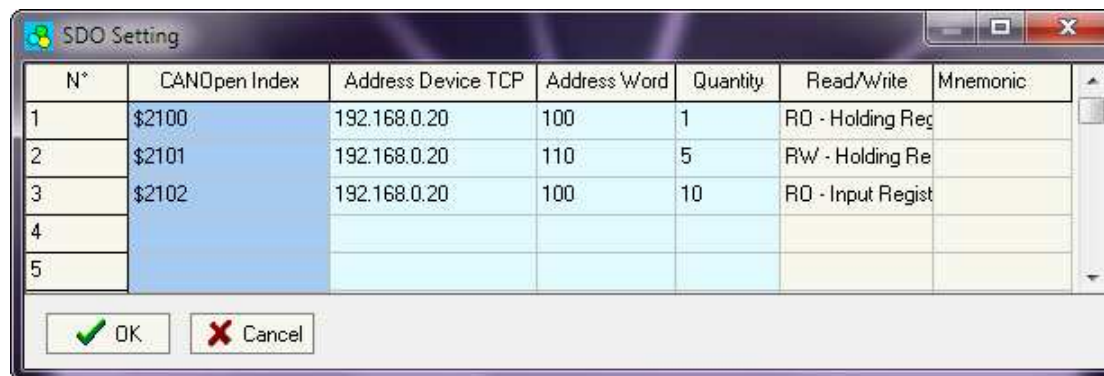 SDO Setting
N° CANOpen Index Address Device TCP Address Word Quantity Read/Write Mnemonic
1 $2100 192.168.0.20 100 1 RO - Holding Reg
2 $2101 192.168.0.20 110 5 RW - Holding Re
3 $2102 192.168.0.20 100 10 RO - Input Regist
4
5
OK Cancel